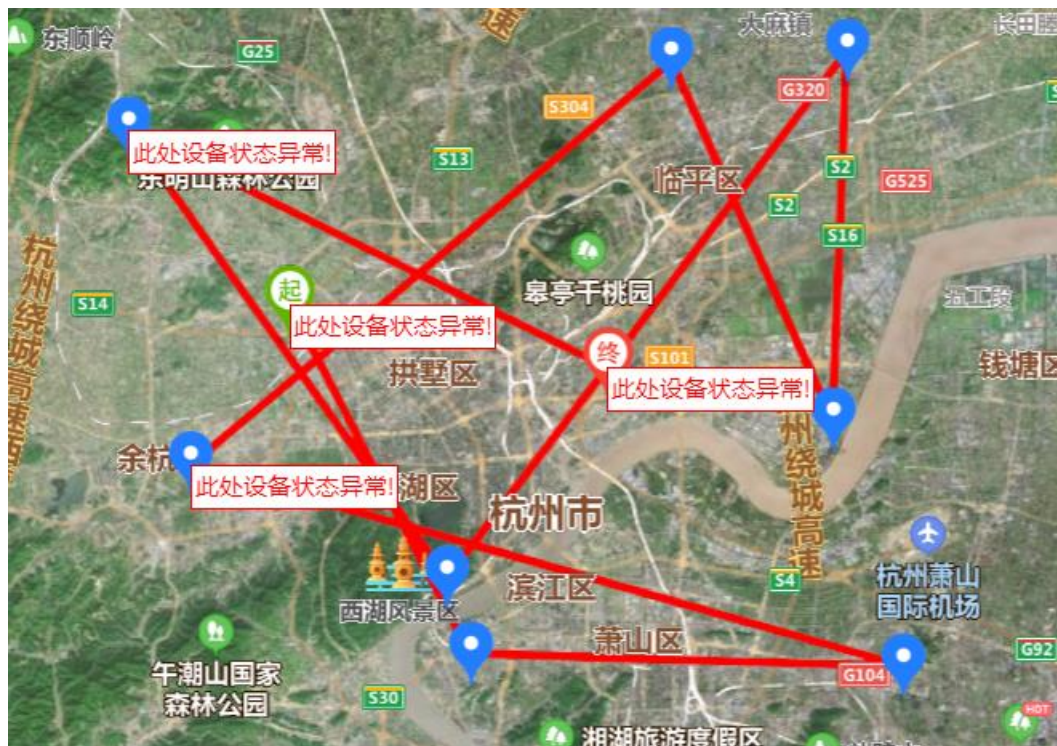 东顺岭
G25
速
大麻镇
G320
S304
此处设备状态异常!
东明山森林公园
S13
临平区
S2
G525
S2
S16
杭州绕城高速西
S14
起
皋亭千桃园
五工段
此处设备状态异常!
终
S101
拱墅区
钱塘区
此处设备状态异常!
州绕城高速
余杭
此处设备状态异常!
湖区
杭州市
S4
杭州萧山
国际机场
滨江区
西湖风景区
萧山区
G92
午潮山国家
森林公园
G104
S30
HOT
湘湖旅游度假区